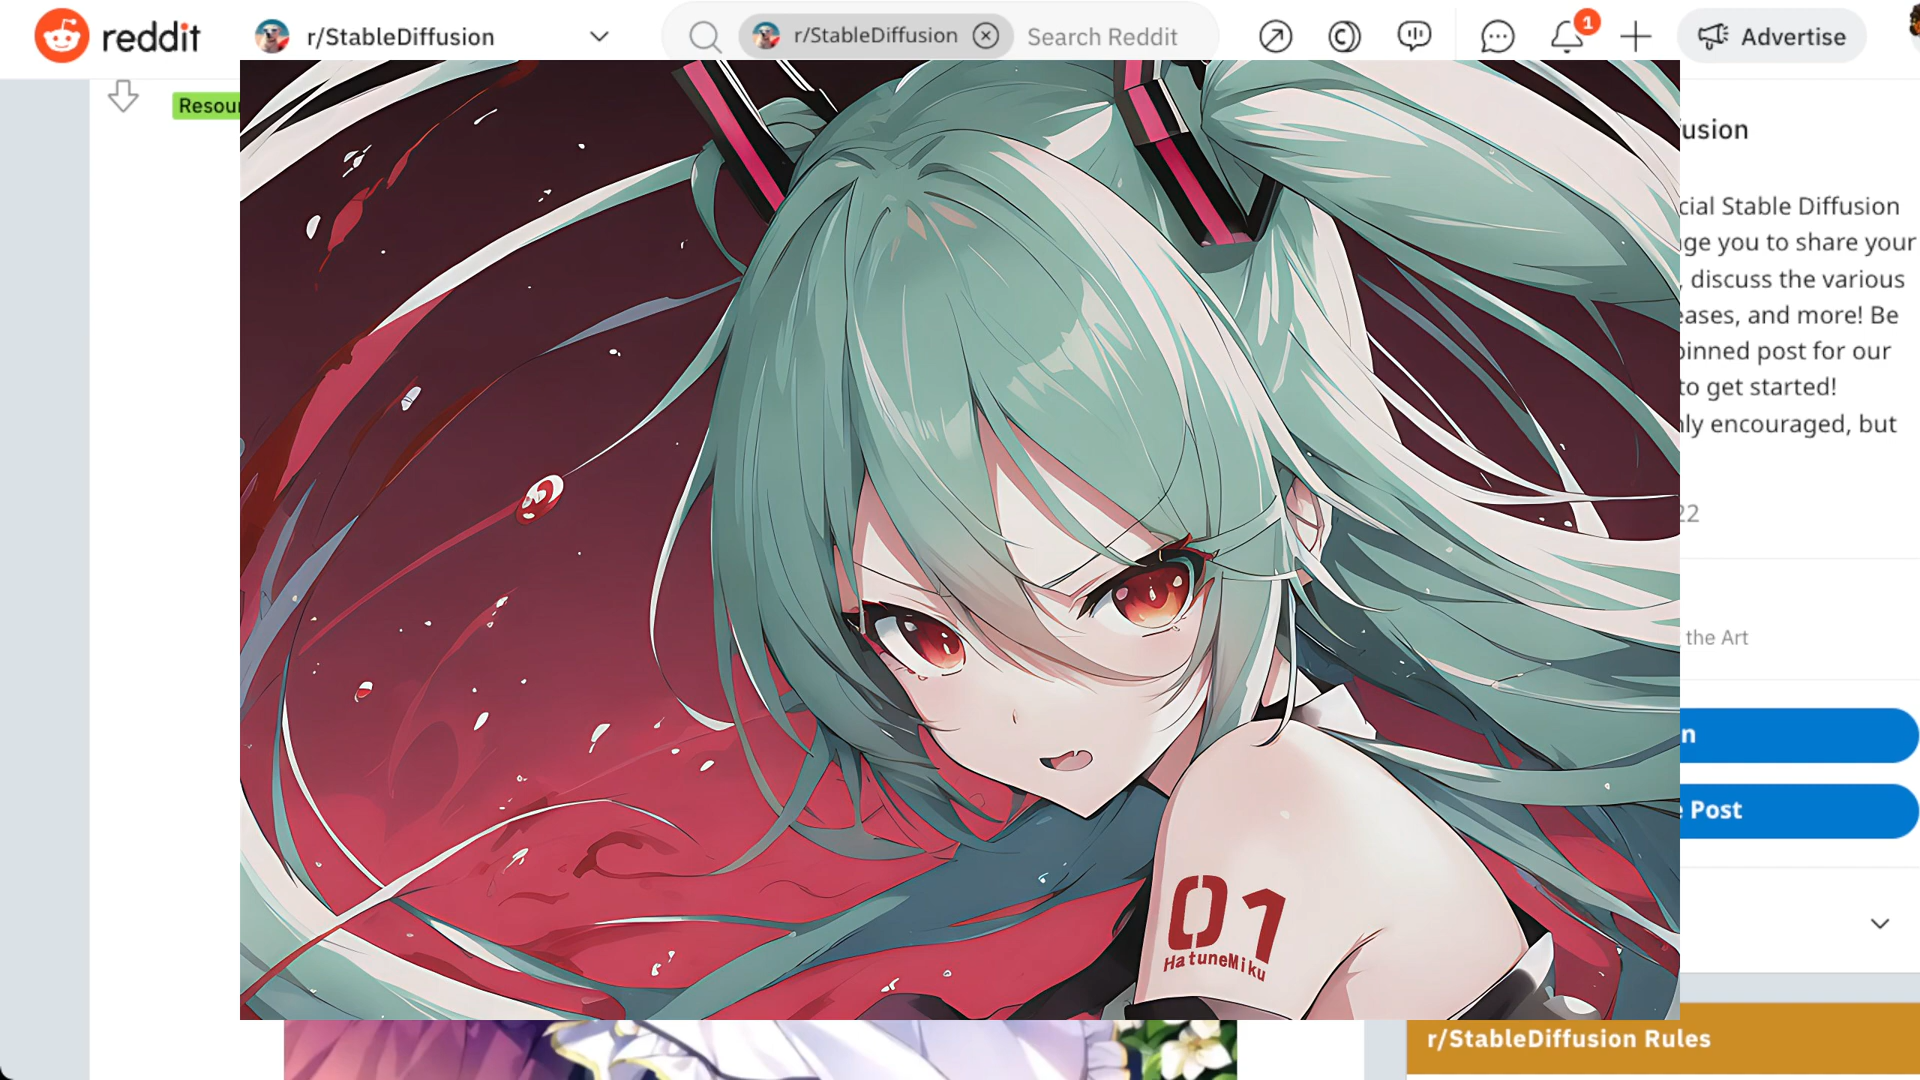 reddit
r/StableDiffusion
r/StableDiffusion
Search Reddit
1
Advertise
Resou
usion
cial Stable Diffusion
ge you to share your
, discuss the various
eases, and more! Be
pinned post for our
to get started!
ly encouraged, but
22
the Art
n
Post
01
HatuneMiku
r/StableDiffusion Rules